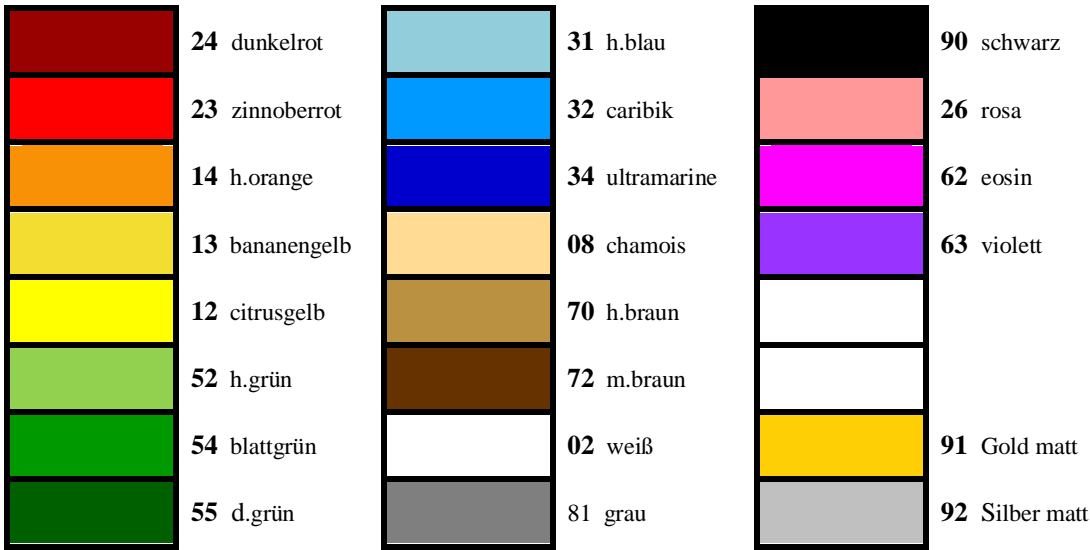 24 dunkelrot
23 zinnoberrot
14 h.orange
13 bananengelb
12 citrusgelb
52 h.grün
54 blattgrün
55 d.grün
31 h.blau
32 caribik
34 ultramarine
08 chamois
70 h.braun
72 m.braun
02 weiß
81 grau
90 schwarz
26 rosa
62 eosin
63 violett
91 Gold matt
92 Silber matt